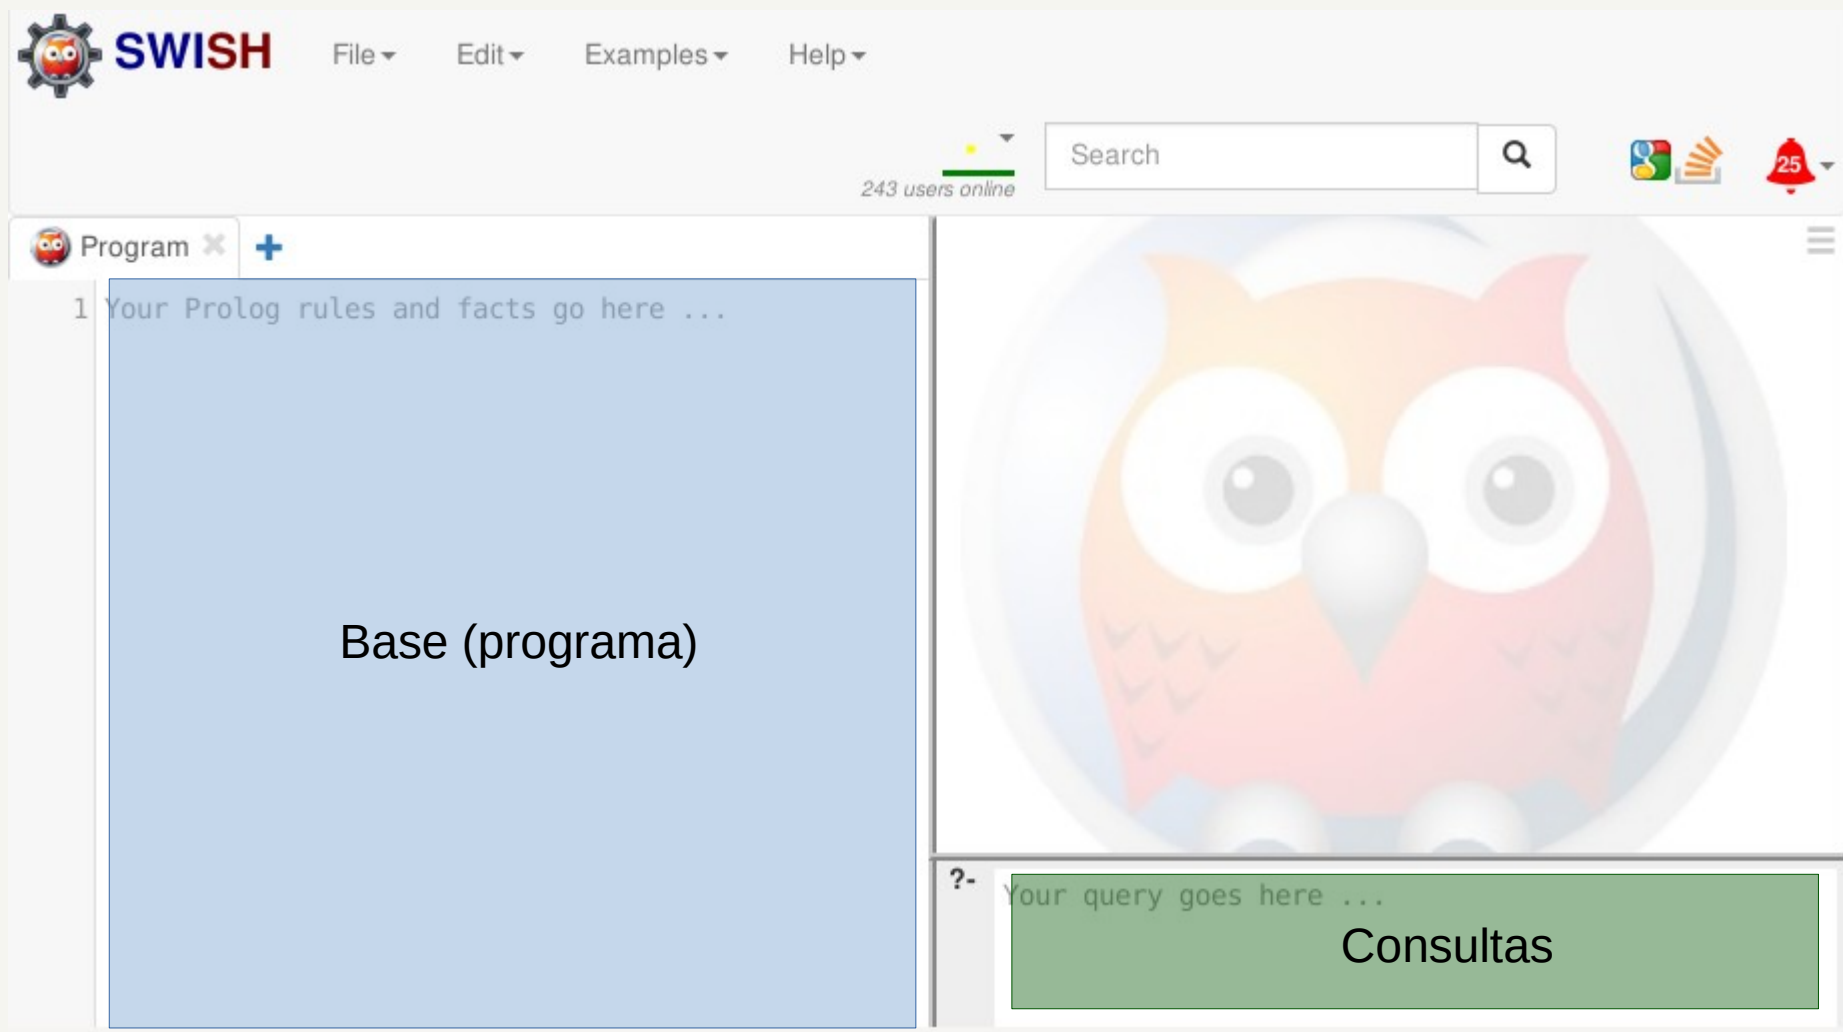 SWISH File Edit Examples Help
243 users online
Search
25
Program
1 Your Prolog rules and facts go here ...
Base (programa)
?- Your query goes here ...
Consultas